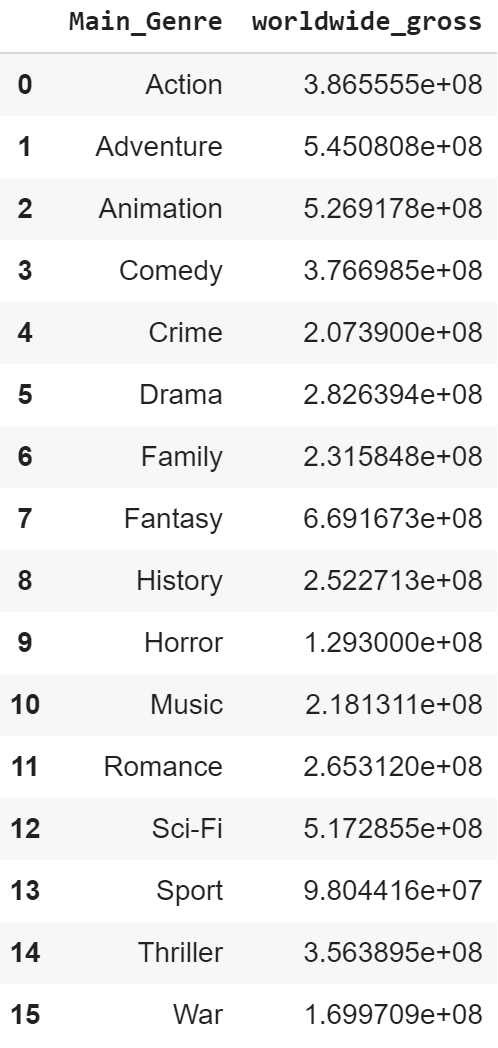 Main_Genre worldwide_gross
0 Action 3.865555e+08
1 Adventure 5.450808e+08
2 Animation 5.269178e+08
3 Comedy 3.766985e+08
4 Crime 2.073900e+08
5 Drama 2.826394e+08
6 Family 2.315848e+08
7 Fantasy 6.691673e+08
8 History 2.522713e+08
9 Horror 1.293000e+08
10 Music 2.181311e+08
11 Romance 2.653120e+08
12 Sci-Fi 5.172855e+08
13 Sport 9.804416e+07
14 Thriller 3.563895e+08
15 War 1.699709e+08